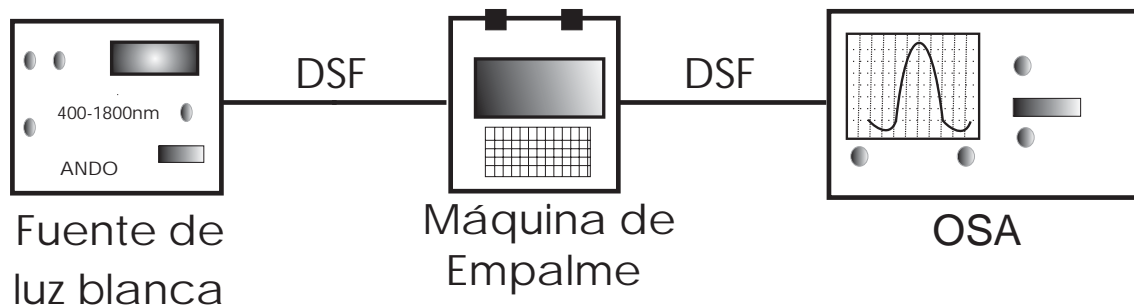 DSF
DSF
400-1800nm
ANDO
Fuente de
luz blanca
Máquina de
Empalme
OSA